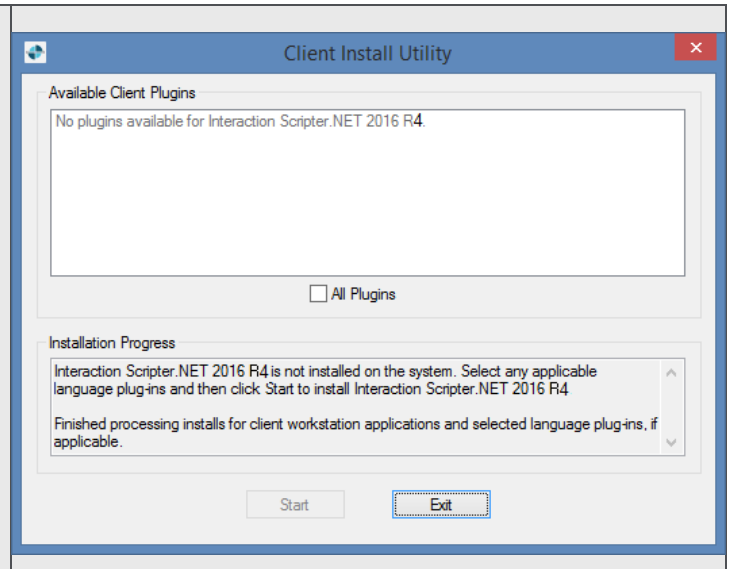 Client Install Utility
Available Client Plugins
No plugins available for Interaction Scripter.NET 2016 R4.
All Plugins
Installation Progress
Interaction Scripter.NET 2016 R4 is not installed on the system. Select any applicable
language plug-ins and then click Start to install Interaction Scripter.NET 2016 R4
Finished processing installs for client workstation applications and selected language plug-ins, if
applicable.
Start
Exit